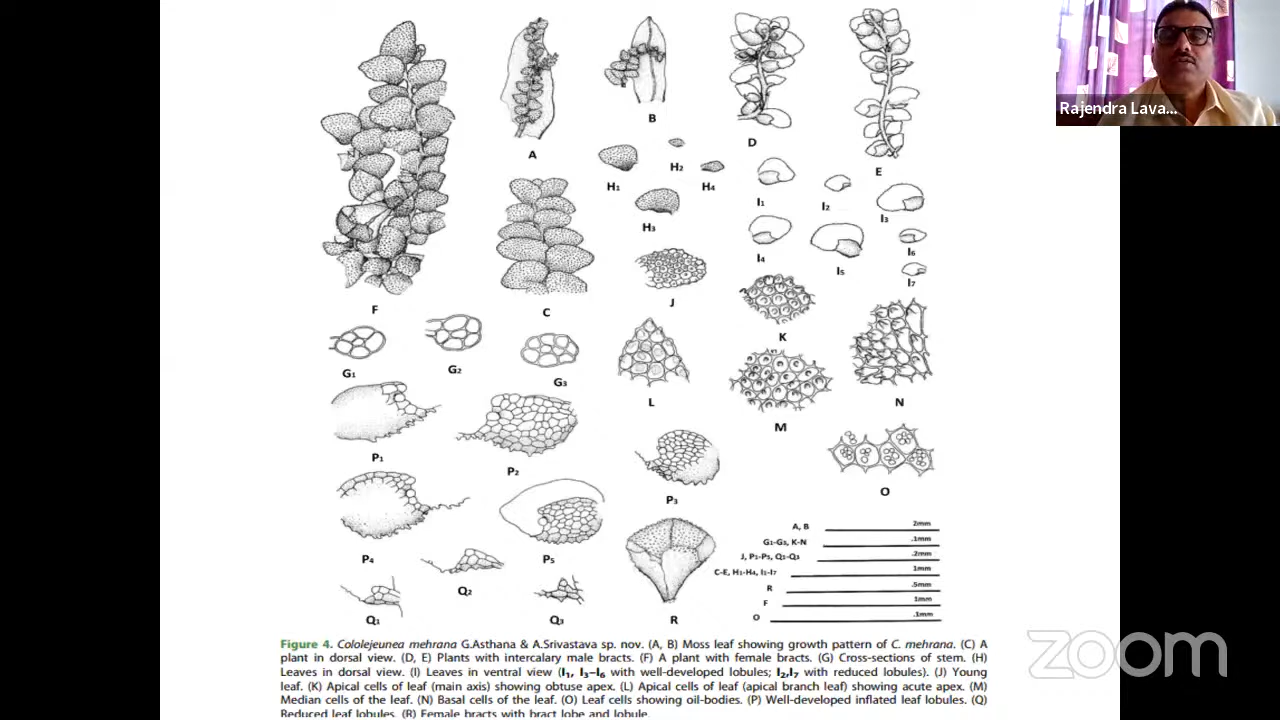 Rajendra Lava...
A
B
D
E
H1
H2
H4
H3
I1
I2
I3
I4
I5
I6
I7
F
C
J
K
G1
G2
G3
L
M
N
P1
P2
P3
O
P4
P5
Q2
Q1
Q3
R
A, B 2mm
G1-G3, K-N .1mm
J, P1-P5, Q1-Q3 .2mm
C-E, H1-H4, I1-I7 1mm
R .5mm
F 1mm
O .1mm
zoom
Figure 4. Cololejeunea mehrana G.Asthana & A.Srivastava sp. nov. (A, B) Moss leaf showing growth pattern of C. mehrana. (C) A
plant in dorsal view. (D, E) Plants with intercalary male bracts. (F) A plant with female bracts. (G) Cross-sections of stem. (H)
Leaves in dorsal view. (I) Leaves in ventral view (I1, I3–I6 with well-developed lobules; I2,I7 with reduced lobules). (J) Young
leaf. (K) Apical cells of leaf (main axis) showing obtuse apex. (L) Apical cells of leaf (apical branch leaf) showing acute apex. (M)
Median cells of the leaf. (N) Basal cells of the leaf. (O) Leaf cells showing oil-bodies. (P) Well-developed inflated leaf lobules. (Q)
Reduced leaf lobules. (R) Female bracts with bract lobe and lobule.